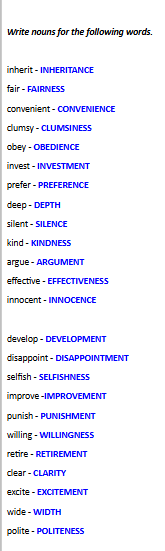 Write nouns for the following words.
inherit - INHERITANCE
fair - FAIRNESS
convenient - CONVENIENCE
clumsy - CLUMSINESS
obey - OBEDIENCE
invest - INVESTMENT
prefer - PREFERENCE
deep - DEPTH
silent - SILENCE
kind - KINDNESS
argue - ARGUMENT
effective - EFFECTIVENESS
innocent - INNOCENCE
develop - DEVELOPMENT
disappoint - DISAPPOINTMENT
selfish - SELFISHNESS
improve -IMPROVEMENT
punish - PUNISHMENT
willing - WILLINGNESS
retire - RETIREMENT
clear - CLARITY
excite - EXCITEMENT
wide - WIDTH
polite - POLITENESS